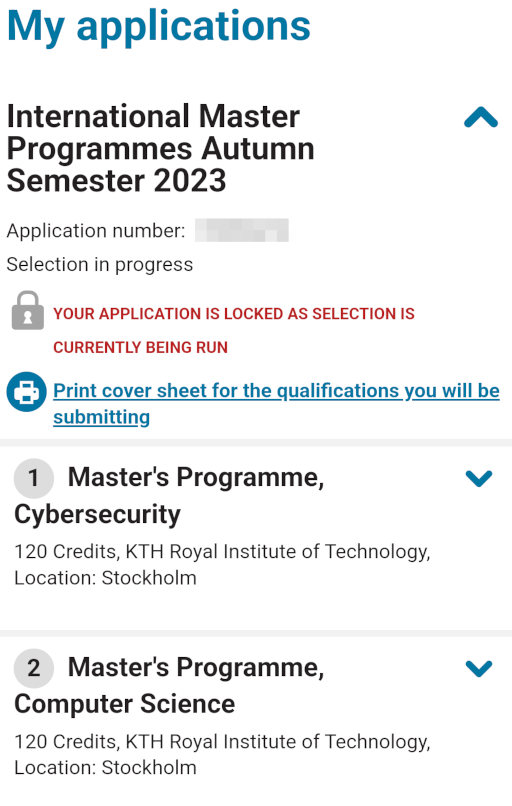 My applications
International Master
Programmes Autumn
Semester 2023
Application number:
Selection in progress
YOUR APPLICATION IS LOCKED AS SELECTION IS
CURRENTLY BEING RUN
Print cover sheet for the qualifications you will be
submitting
1 Master's Programme,
Cybersecurity
120 Credits, KTH Royal Institute of Technology,
Location: Stockholm
2 Master's Programme,
Computer Science
120 Credits, KTH Royal Institute of Technology,
Location: Stockholm